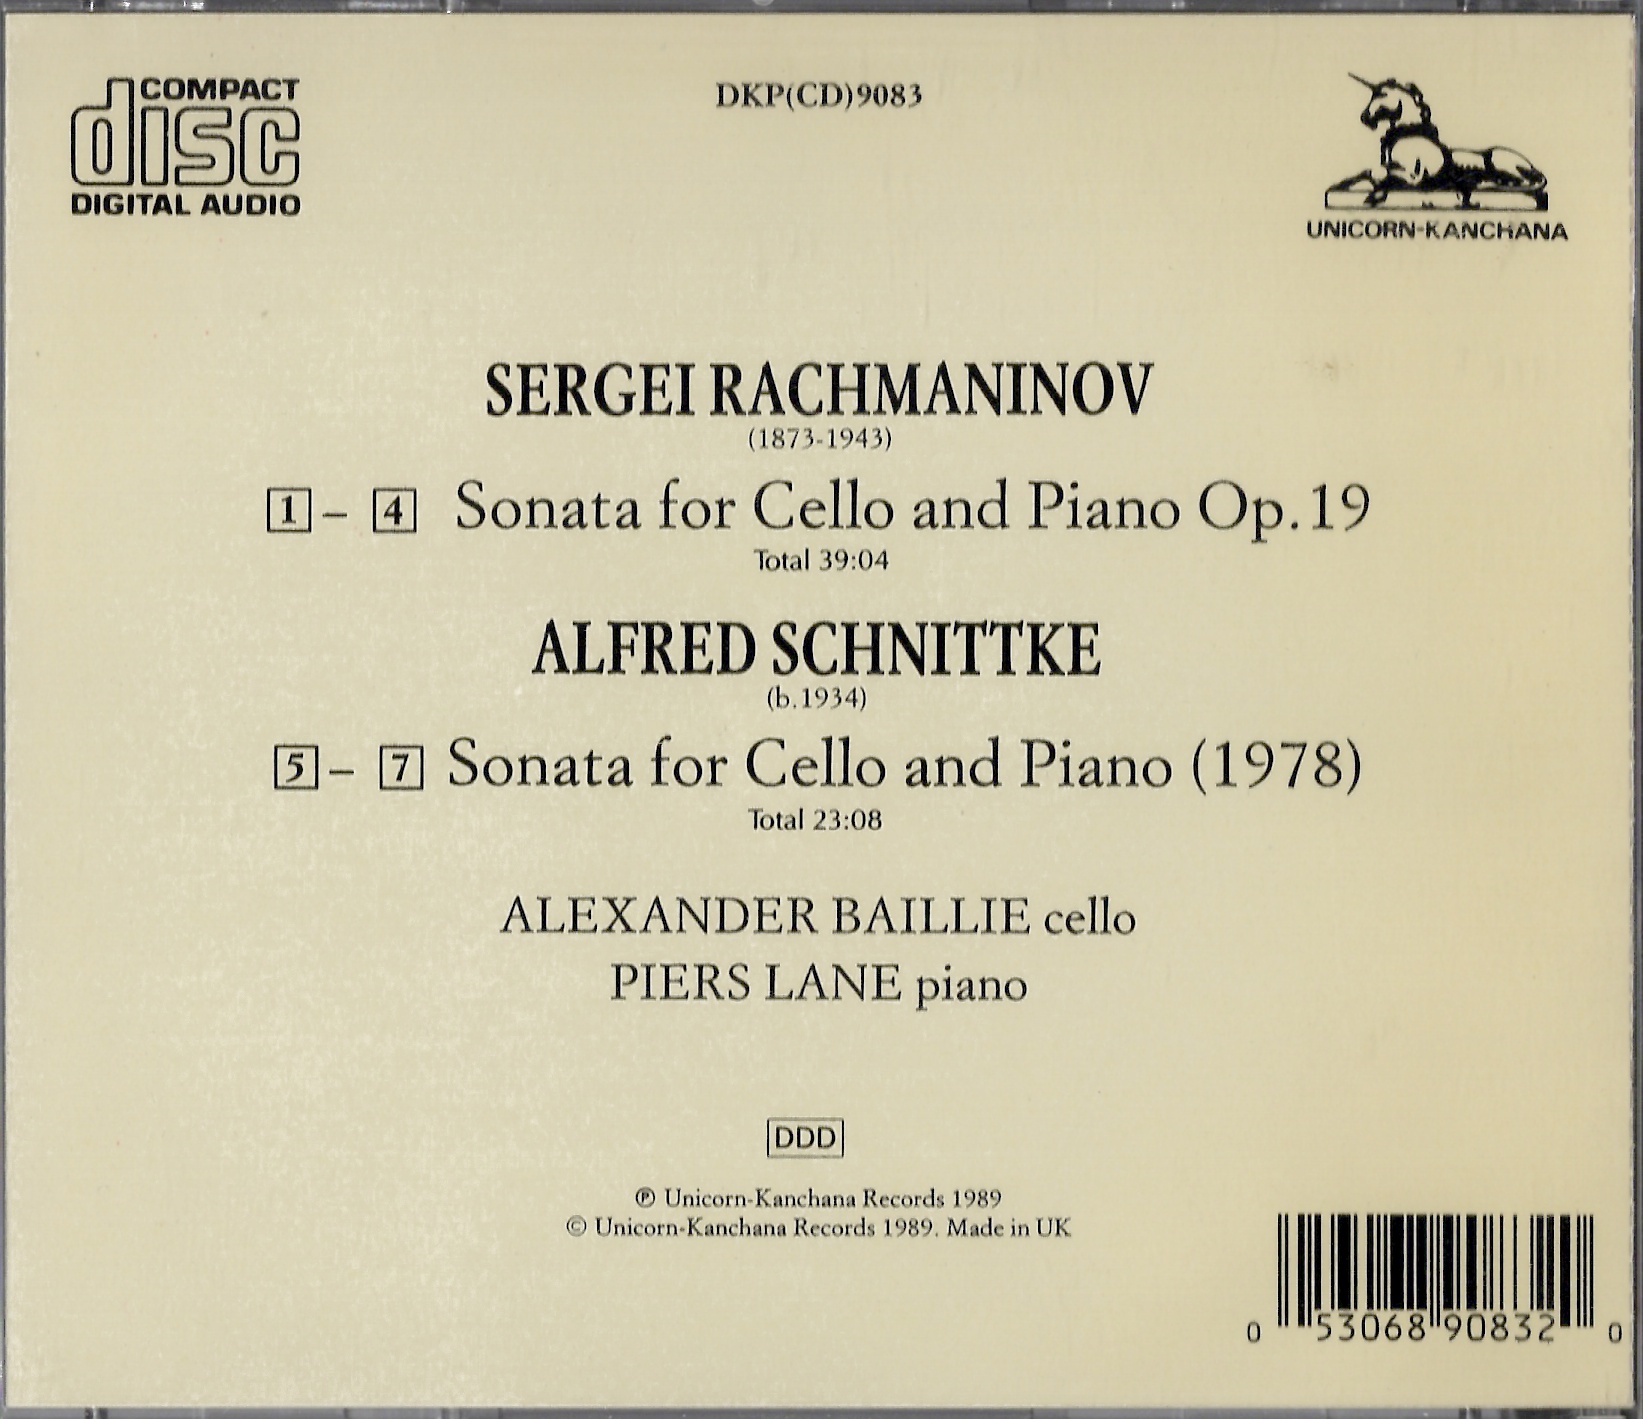 COMPACT
disc
DIGITAL AUDIO
DKP(CD)9083
UNICORN-KANCHANA
SERGEI RACHMANINOV
(1873-1943)
1 – 4 Sonata for Cello and Piano Op.19
Total 39:04
ALFRED SCHNITTKE
(b.1934)
5 – 7 Sonata for Cello and Piano (1978)
Total 23:08
ALEXANDER BAILLIE cello
PIERS LANE piano
DDD
℗ Unicorn-Kanchana Records 1989
© Unicorn-Kanchana Records 1989. Made in UK
0 53068 90832 0